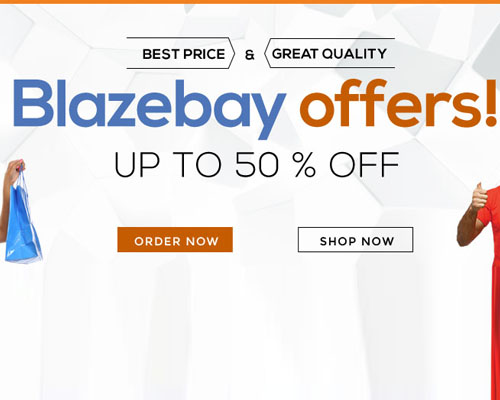 BEST PRICE & GREAT QUALITY
Blazebay offers!
UP TO 50 % OFF
ORDER NOW SHOP NOW